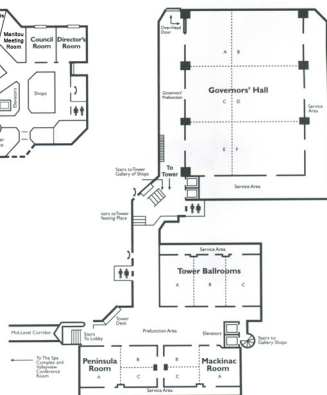 Manitou
Meeting
Room
Council
Room
Director's
Room
Elevators
Shops
Over-Head
Door
A
B
Governors' Hall
Governors'
Prefunction
C
D
Service
Area
E
F
Service Area
Stairs to Tower
Gallery of Shops
To
Tower
Stairs to Tower
Meeting Place
Service Area
Tower Ballrooms
A
B
C
Tower
Desk
Mid-Level Corridor
Stairs
To Lobby
Prefunction Area
Elevators
Stairs to
Gallery Shops
To The Spa
Complex and
Valleyview
Conference
Room
Peninsula
Room
A
B
C
B
C
Mackinac
Room
A
Service Area